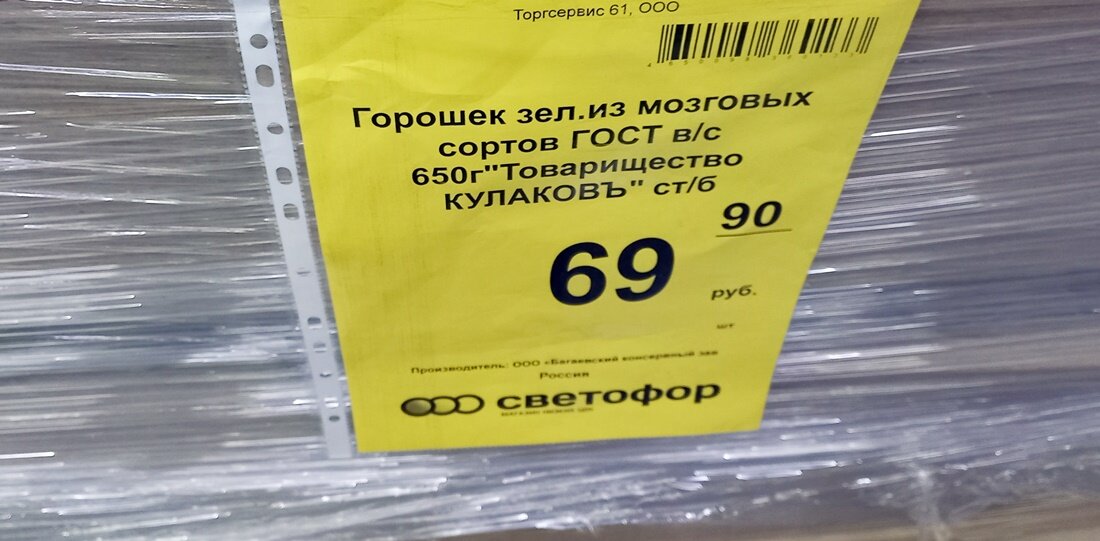 Торгсервис 61, ООО
Горошек зел.из мозговых
сортов ГОСТ в/с
650г"Товарищество
КУЛАКОВЪ" ст/б
69 90
руб.
шт
Производитель: ООО «Багаевский консервный зав
Россия
светофор